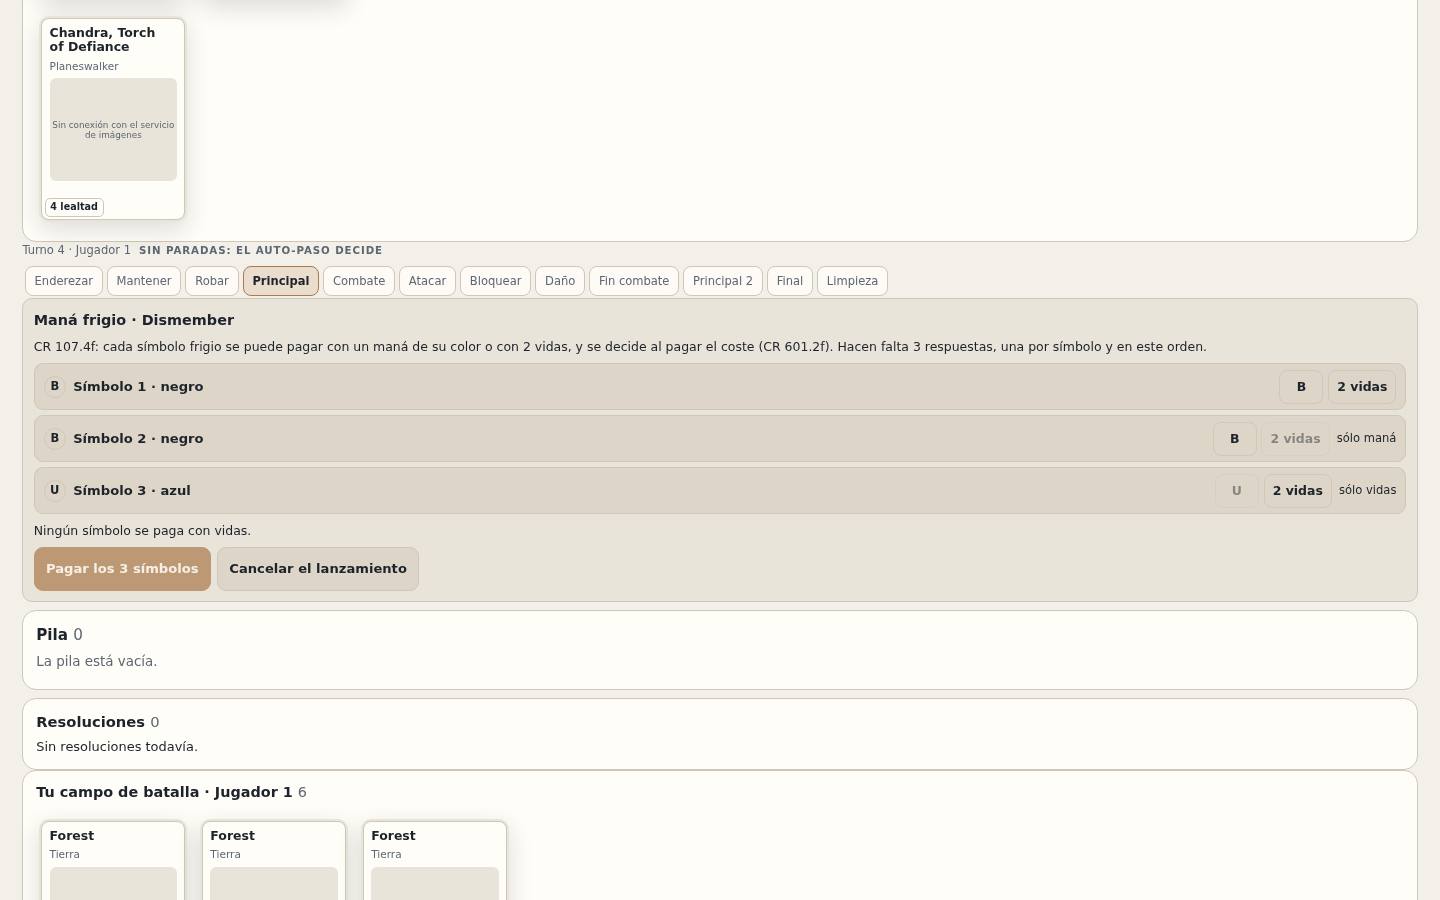 Chandra, Torch
of Defiance
Planeswalker
Sin conexión con el servicio
de imágenes
4 lealtad
Turno 4 · Jugador 1 SIN PARADAS: EL AUTO-PASO DECIDE
Enderezar Mantener Robar Principal Combate Atacar Bloquear Daño Fin combate Principal 2 Final Limpieza
Maná frigio · Dismember
CR 107.4f: cada símbolo frigio se puede pagar con un maná de su color o con 2 vidas, y se decide al pagar el coste (CR 601.2f). Hacen falta 3 respuestas, una por símbolo y en este orden.
B Símbolo 1 · negro B 2 vidas
B Símbolo 2 · negro B 2 vidas sólo maná
U Símbolo 3 · azul U 2 vidas sólo vidas
Ningún símbolo se paga con vidas.
Pagar los 3 símbolos Cancelar el lanzamiento
Pila 0
La pila está vacía.
Resoluciones 0
Sin resoluciones todavía.
Tu campo de batalla · Jugador 1 6
Forest Forest Forest
Tierra Tierra Tierra